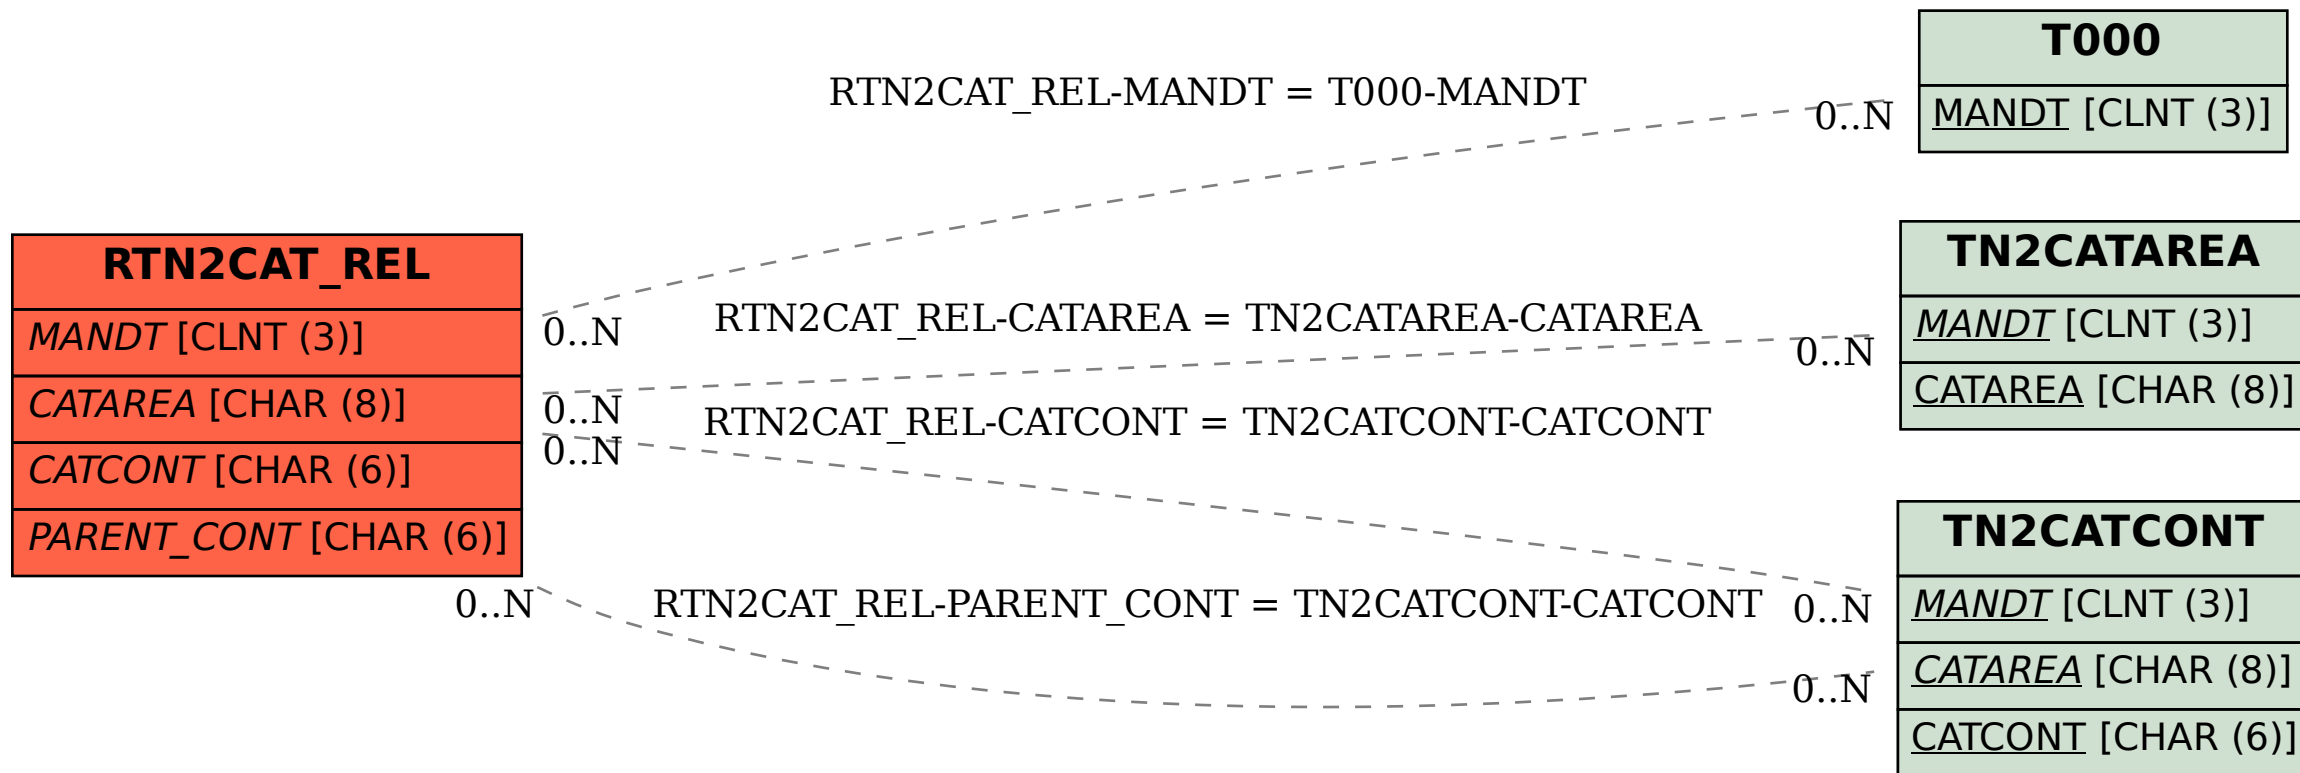 T000
MANDT [CLNT (3)]
RTN2CAT_REL-MANDT = T000-MANDT
0..N
RTN2CAT_REL
MANDT [CLNT (3)]
CATAREA [CHAR (8)]
CATCONT [CHAR (6)]
PARENT_CONT [CHAR (6)]
0..N
RTN2CAT_REL-CATAREA = TN2CATAREA-CATAREA
0..N
TN2CATAREA
MANDT [CLNT (3)]
CATAREA [CHAR (8)]
0..N
RTN2CAT_REL-CATCONT = TN2CATCONT-CATCONT
0..N
TN2CATCONT
MANDT [CLNT (3)]
CATAREA [CHAR (8)]
CATCONT [CHAR (6)]
0..N
RTN2CAT_REL-PARENT_CONT = TN2CATCONT-CATCONT
0..N
0..N